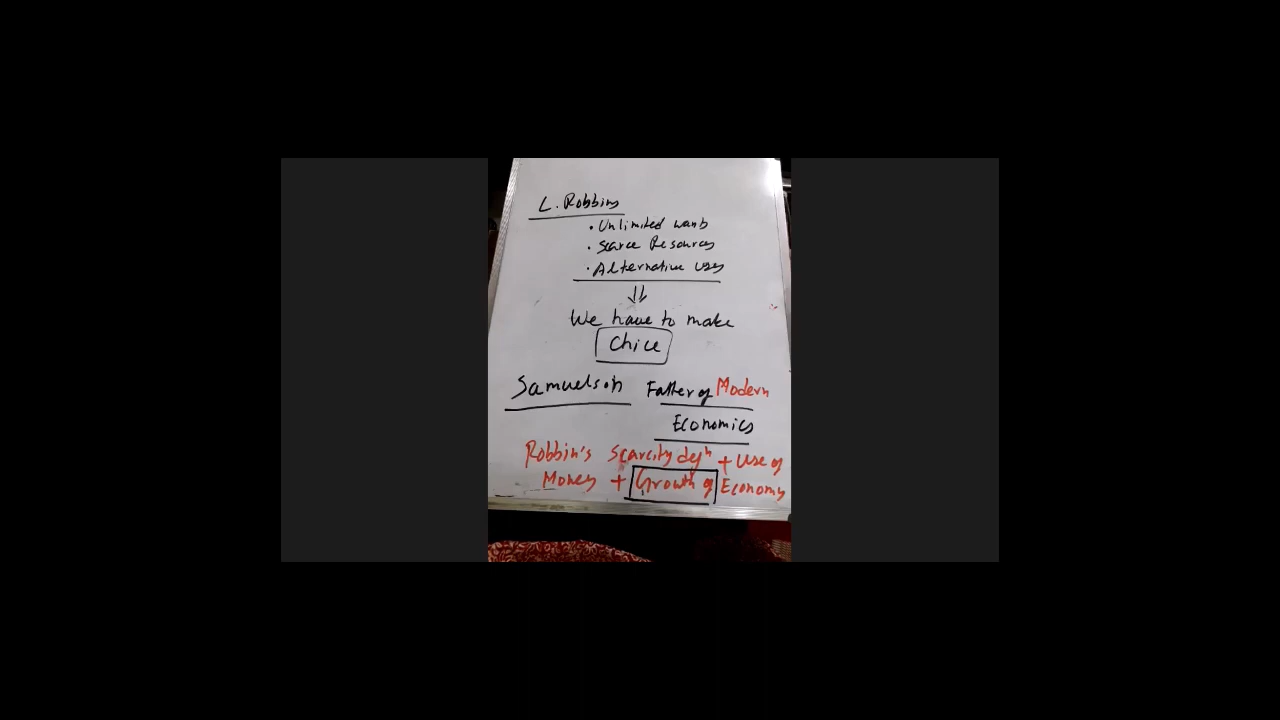 L. Robbins
• Unlimited wants
• Scarce Resources
• Alternative uses
⇓
We have to make
Chice
Samuelson Father of Modern
Economics
Robbin's Scarcity defn + Use of
Money + Growth of Economy